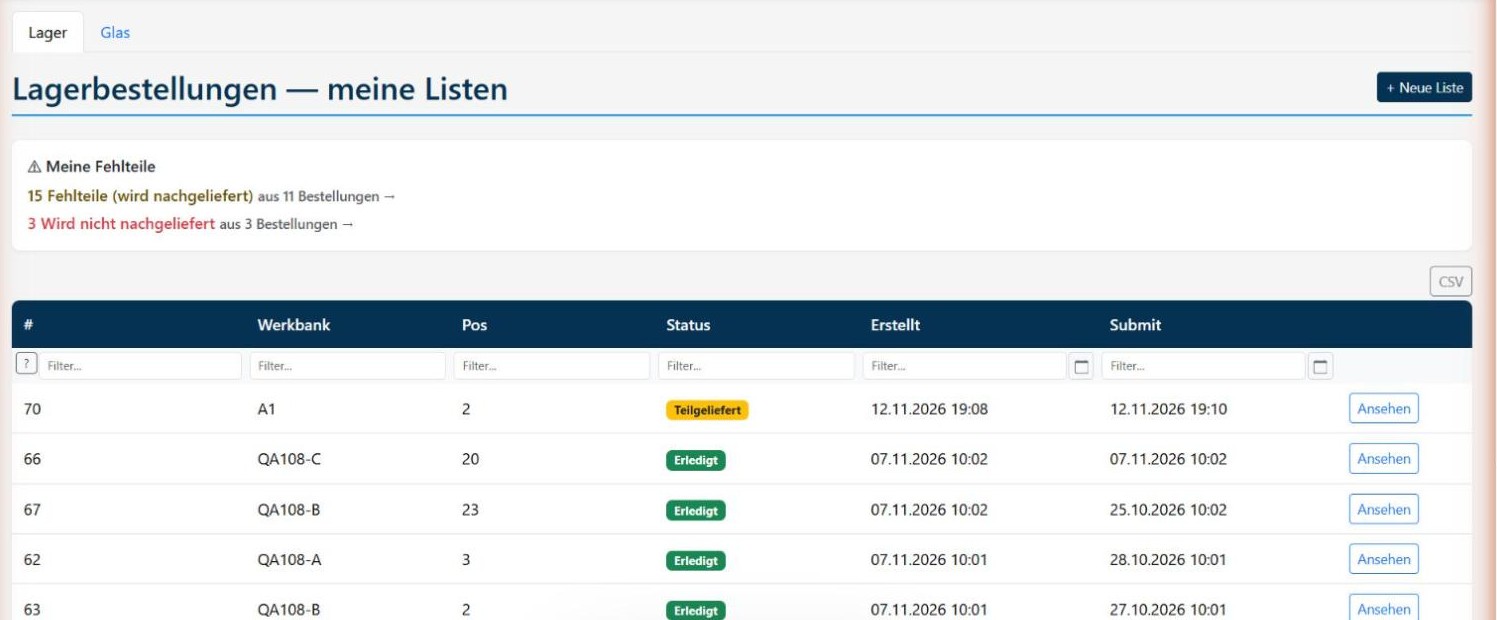 Lager Glas
Lagerbestellungen — meine Listen + Neue Liste
⚠ Meine Fehlteile
15 Fehlteile (wird nachgeliefert) aus 11 Bestellungen →
3 Wird nicht nachgeliefert aus 3 Bestellungen →
CSV
# Werkbank Pos Status Erstellt Submit
? Filter... Filter... Filter... Filter... Filter... Filter...
70 A1 2 Teilgeliefert 12.11.2026 19:08 12.11.2026 19:10 Ansehen
66 QA108-C 20 Erledigt 07.11.2026 10:02 07.11.2026 10:02 Ansehen
67 QA108-B 23 Erledigt 07.11.2026 10:02 25.10.2026 10:02 Ansehen
62 QA108-A 3 Erledigt 07.11.2026 10:01 28.10.2026 10:01 Ansehen
63 QA108-B 2 Erledigt 07.11.2026 10:01 27.10.2026 10:01 Ansehen